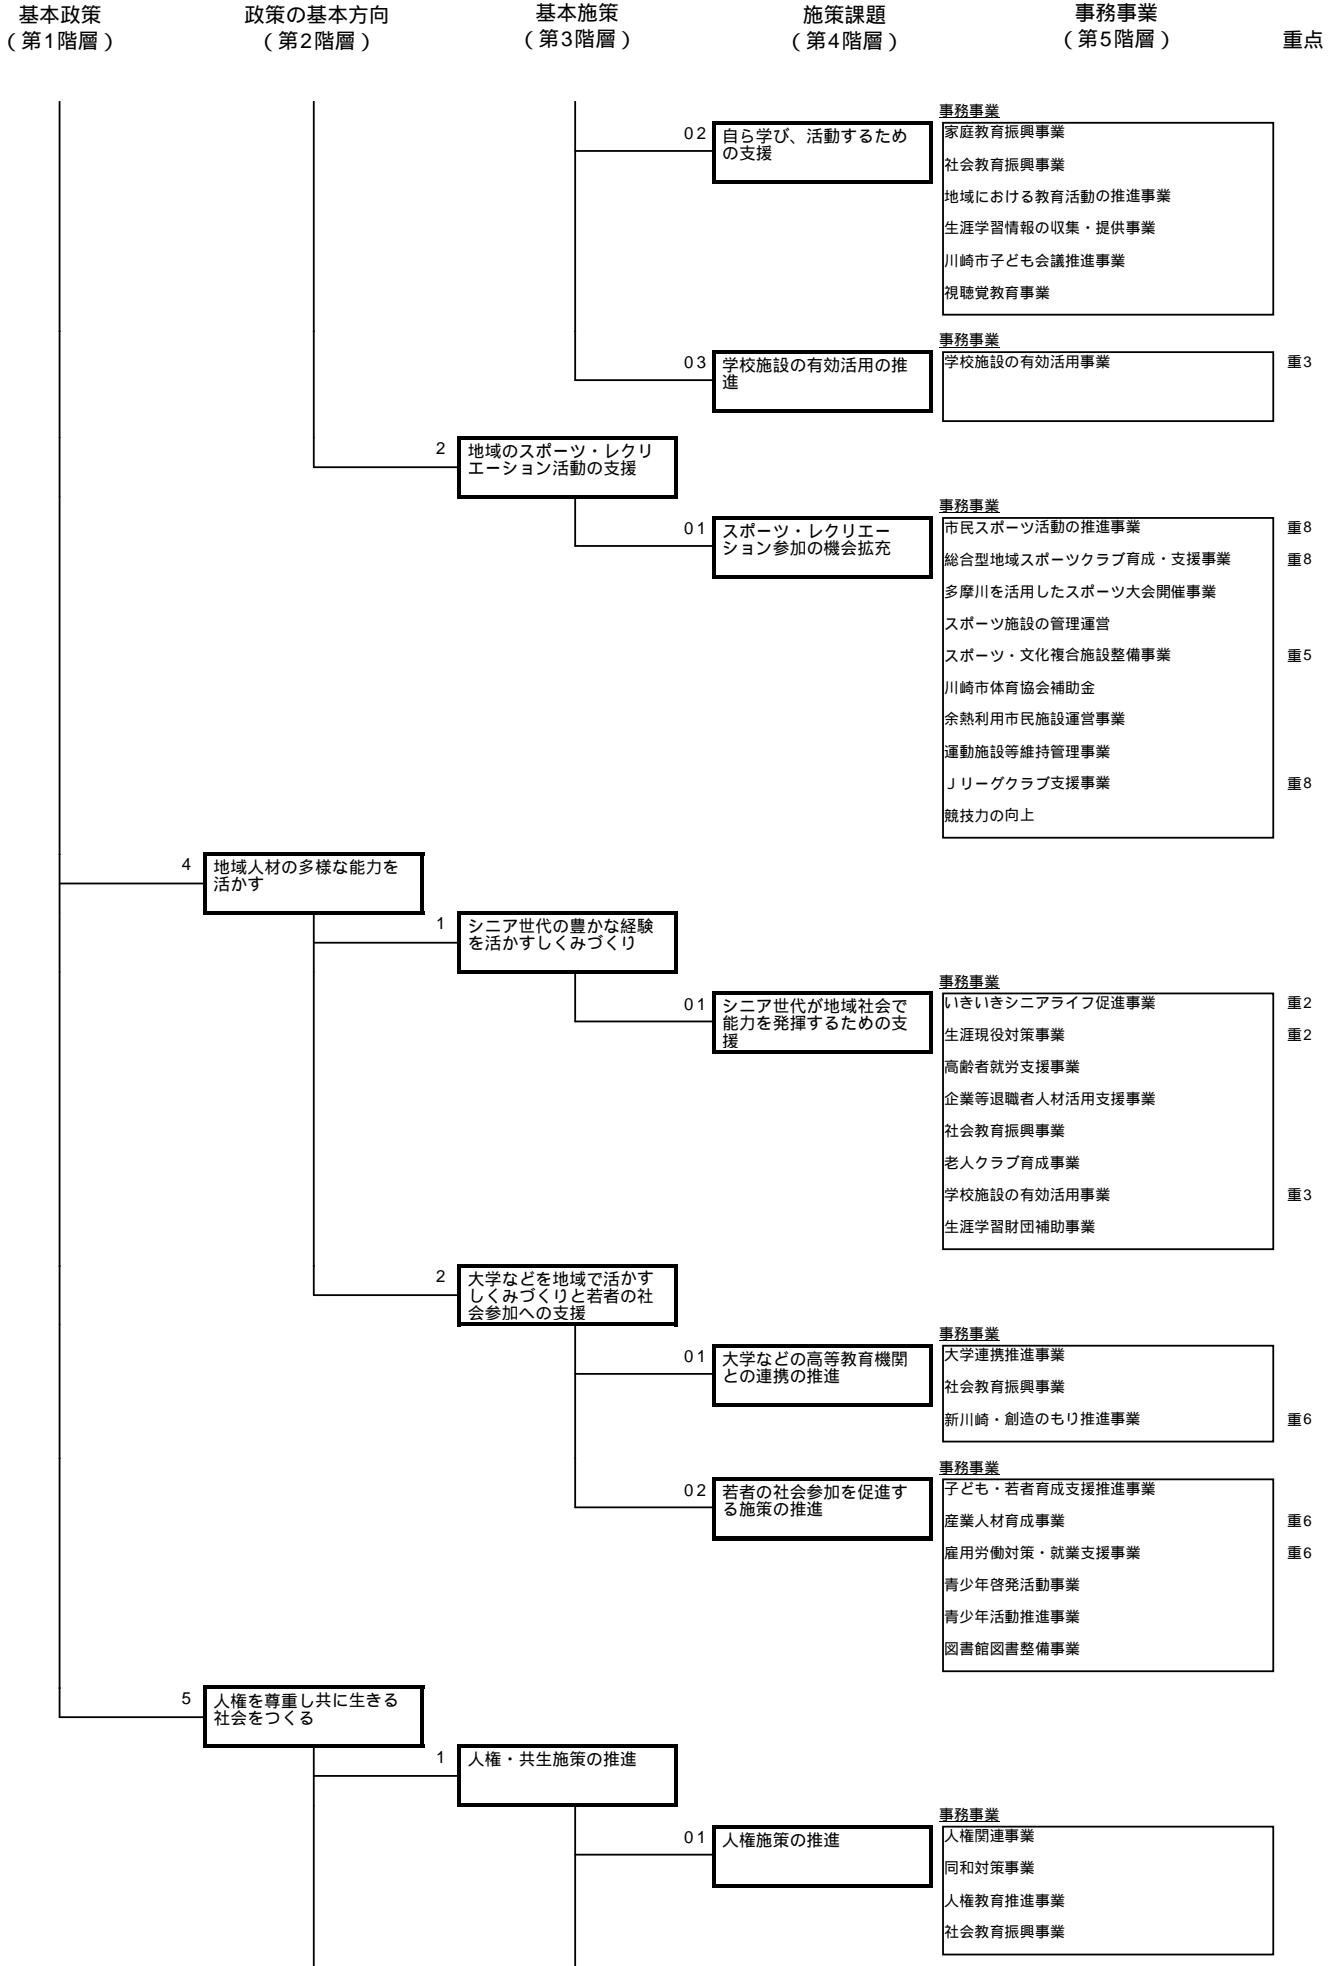 基本政策
（第1階層）
政策の基本方向
（第2階層）
基本施策
（第3階層）
施策課題
（第4階層）
事務事業
（第5階層）
重点
02
自ら学び、活動するため
の支援
事務事業
家庭教育振興事業
社会教育振興事業
地域における教育活動の推進事業
生涯学習情報の収集・提供事業
川崎市子ども会議推進事業
視聴覚教育事業
03
学校施設の有効活用の推
進
事務事業
学校施設の有効活用事業 重3
2
地域のスポーツ・レクリ
エーション活動の支援
01
スポーツ・レクリエー
ション参加の機会拡充
事務事業
市民スポーツ活動の推進事業 重8
総合型地域スポーツクラブ育成・支援事業 重8
多摩川を活用したスポーツ大会開催事業
スポーツ施設の管理運営
スポーツ・文化複合施設整備事業 重5
川崎市体育協会補助金
余熱利用市民施設運営事業
運動施設等維持管理事業
Ｊリーグクラブ支援事業 重8
競技力の向上
4
地域人材の多様な能力を
活かす
1
シニア世代の豊かな経験
を活かすしくみづくり
01
シニア世代が地域社会で
能力を発揮するための支
援
事務事業
いきいきシニアライフ促進事業 重2
生涯現役対策事業 重2
高齢者就労支援事業
企業等退職者人材活用支援事業
社会教育振興事業
老人クラブ育成事業
学校施設の有効活用事業 重3
生涯学習財団補助事業
2
大学などを地域で活かす
しくみづくりと若者の社
会参加への支援
01
大学などの高等教育機関
との連携の推進
事務事業
大学連携推進事業
社会教育振興事業
新川崎・創造のもり推進事業 重6
02
若者の社会参加を促進す
る施策の推進
事務事業
子ども・若者育成支援推進事業
産業人材育成事業 重6
雇用労働対策・就業支援事業 重6
青少年啓発活動事業
青少年活動推進事業
図書館図書整備事業
5
人権を尊重し共に生きる
社会をつくる
1
人権・共生施策の推進
01
人権施策の推進
事務事業
人権関連事業
同和対策事業
人権教育推進事業
社会教育振興事業